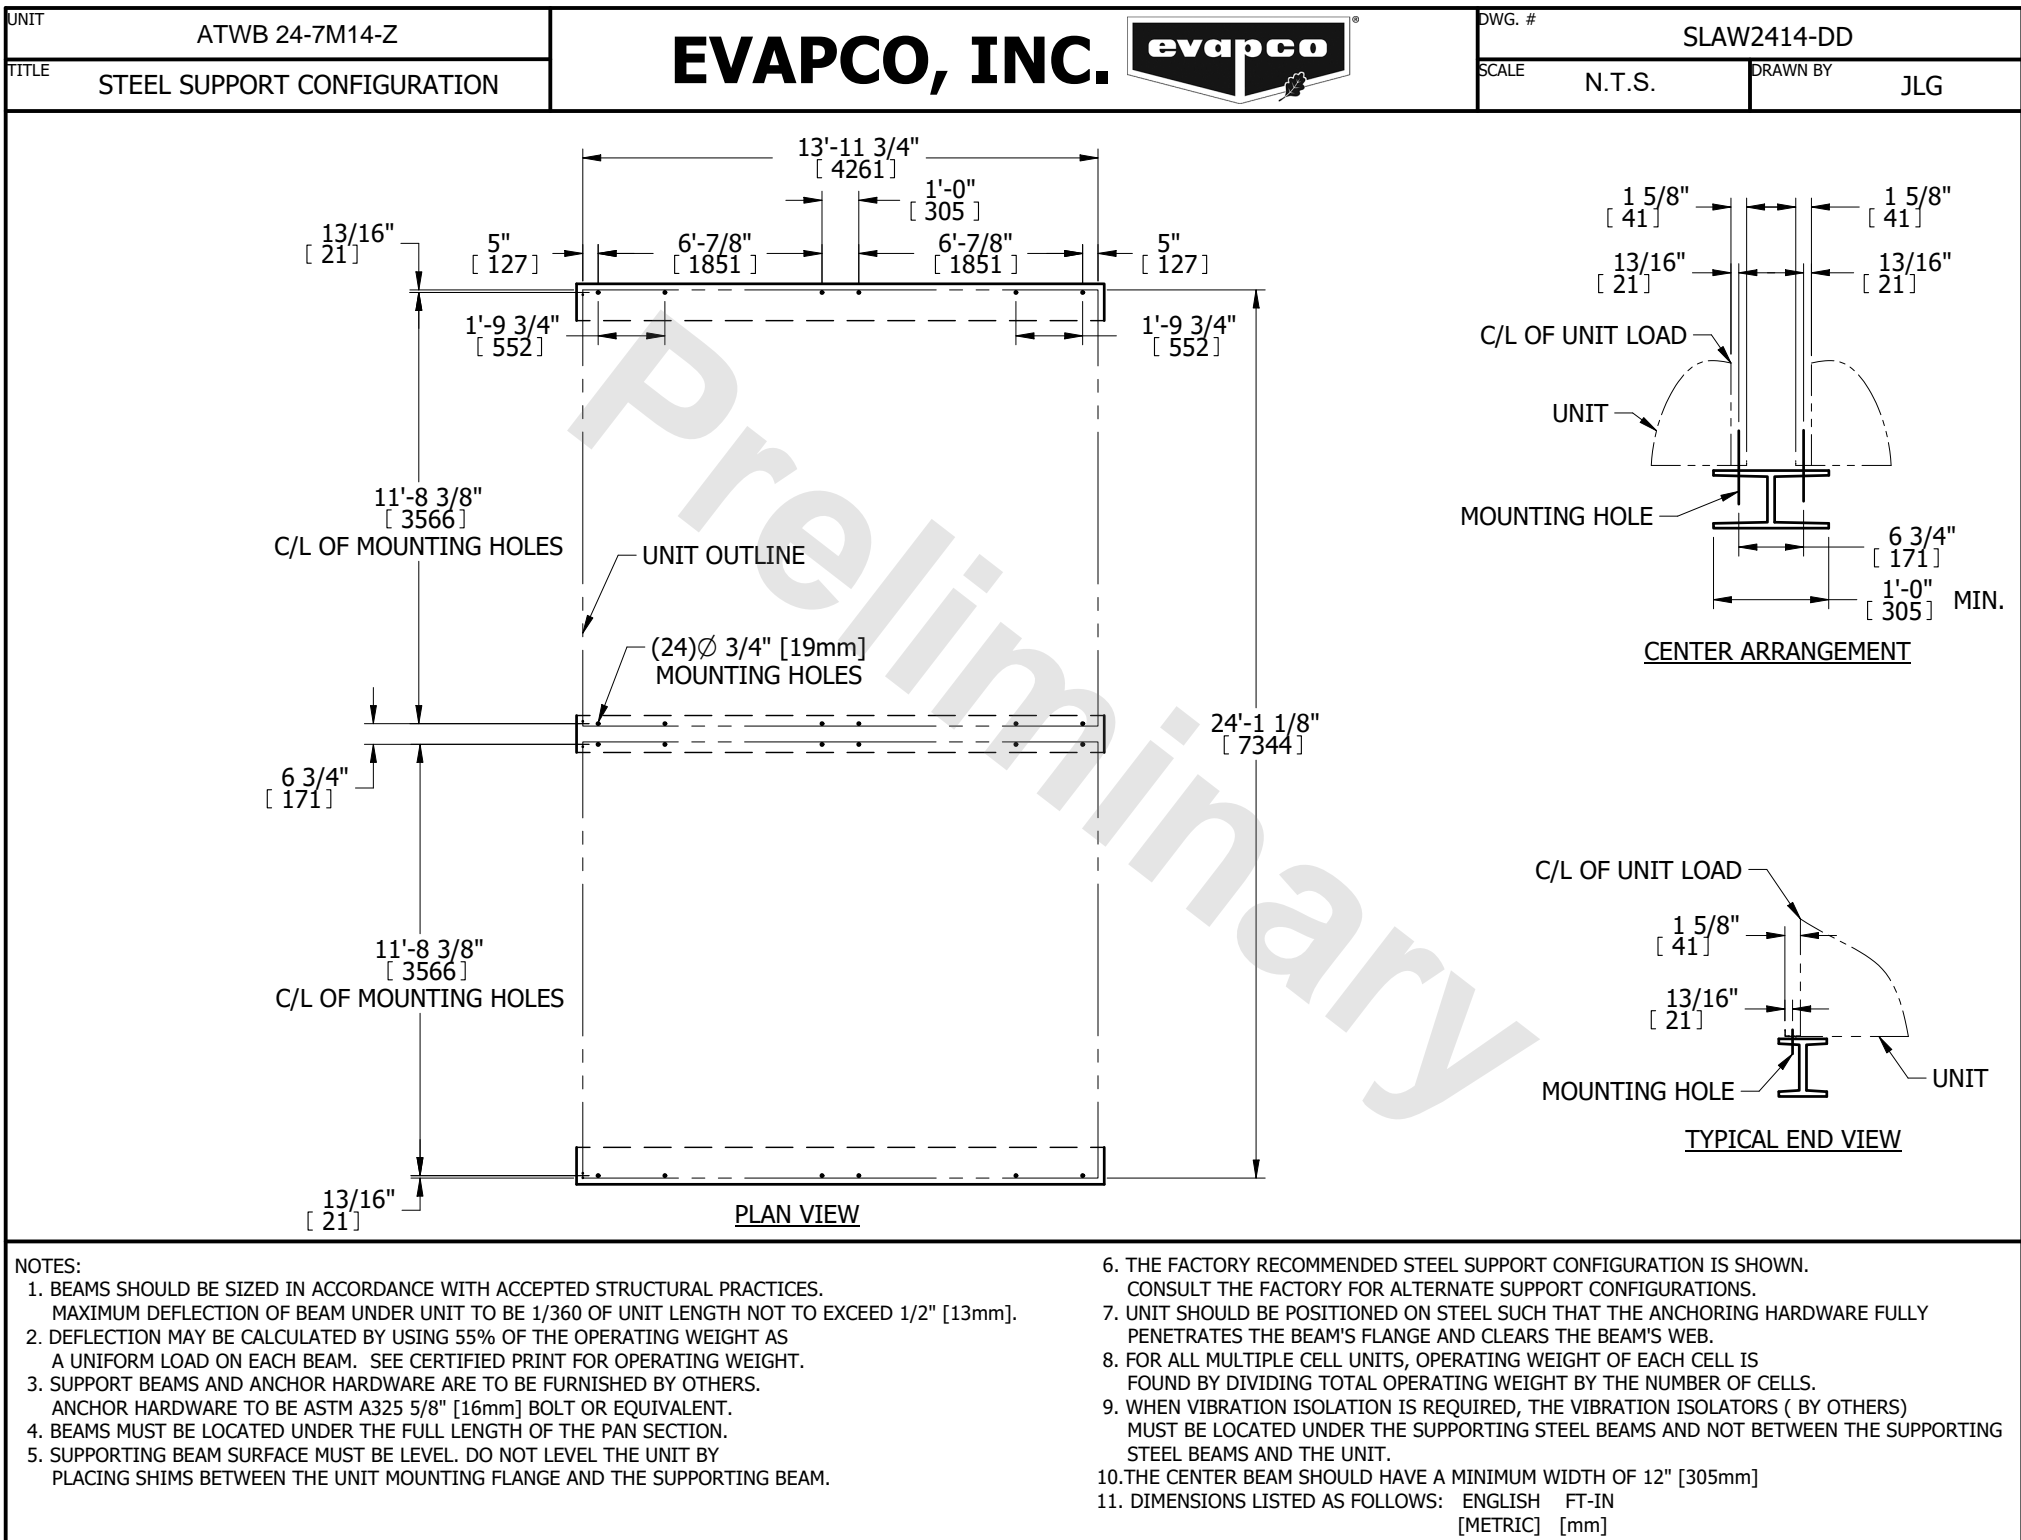 UNIT
ATWB 24-7M14-Z
TITLE
STEEL SUPPORT CONFIGURATION
EVAPCO, INC.
evapco
®
DWG. #
SLAW2414-DD
SCALE
N.T.S.
DRAWN BY
JLG
13'-11 3/4"
[ 4261]
1'-0"
[ 305 ]
13/16"
[ 21]
5"
[ 127]
6'-7/8"
[ 1851 ]
6'-7/8"
[ 1851 ]
5"
[ 127]
1'-9 3/4"
[ 552]
1'-9 3/4"
[ 552]
11'-8 3/8"
[ 3566]
C/L OF MOUNTING HOLES
UNIT OUTLINE
(24)Ø 3/4" [19mm]
MOUNTING HOLES
6 3/4"
[ 171]
24'-1 1/8"
[ 7344]
11'-8 3/8"
[ 3566]
C/L OF MOUNTING HOLES
13/16"
[ 21]
PLAN VIEW
Preliminary
1 5/8"
[ 41]
1 5/8"
[ 41]
13/16"
[ 21]
13/16"
[ 21]
C/L OF UNIT LOAD
UNIT
MOUNTING HOLE
6 3/4"
[ 171]
1'-0"
[ 305] MIN.
CENTER ARRANGEMENT
C/L OF UNIT LOAD
1 5/8"
[ 41]
13/16"
[ 21]
MOUNTING HOLE
UNIT
TYPICAL END VIEW
NOTES:
1. BEAMS SHOULD BE SIZED IN ACCORDANCE WITH ACCEPTED STRUCTURAL PRACTICES.
MAXIMUM DEFLECTION OF BEAM UNDER UNIT TO BE 1/360 OF UNIT LENGTH NOT TO EXCEED 1/2" [13mm].
2. DEFLECTION MAY BE CALCULATED BY USING 55% OF THE OPERATING WEIGHT AS
A UNIFORM LOAD ON EACH BEAM. SEE CERTIFIED PRINT FOR OPERATING WEIGHT.
3. SUPPORT BEAMS AND ANCHOR HARDWARE ARE TO BE FURNISHED BY OTHERS.
ANCHOR HARDWARE TO BE ASTM A325 5/8" [16mm] BOLT OR EQUIVALENT.
4. BEAMS MUST BE LOCATED UNDER THE FULL LENGTH OF THE PAN SECTION.
5. SUPPORTING BEAM SURFACE MUST BE LEVEL. DO NOT LEVEL THE UNIT BY
PLACING SHIMS BETWEEN THE UNIT MOUNTING FLANGE AND THE SUPPORTING BEAM.
6. THE FACTORY RECOMMENDED STEEL SUPPORT CONFIGURATION IS SHOWN.
CONSULT THE FACTORY FOR ALTERNATE SUPPORT CONFIGURATIONS.
7. UNIT SHOULD BE POSITIONED ON STEEL SUCH THAT THE ANCHORING HARDWARE FULLY
PENETRATES THE BEAM'S FLANGE AND CLEARS THE BEAM'S WEB.
8. FOR ALL MULTIPLE CELL UNITS, OPERATING WEIGHT OF EACH CELL IS
FOUND BY DIVIDING TOTAL OPERATING WEIGHT BY THE NUMBER OF CELLS.
9. WHEN VIBRATION ISOLATION IS REQUIRED, THE VIBRATION ISOLATORS ( BY OTHERS)
MUST BE LOCATED UNDER THE SUPPORTING STEEL BEAMS AND NOT BETWEEN THE SUPPORTING
STEEL BEAMS AND THE UNIT.
10.THE CENTER BEAM SHOULD HAVE A MINIMUM WIDTH OF 12" [305mm]
11. DIMENSIONS LISTED AS FOLLOWS: ENGLISH FT-IN
[METRIC] [mm]